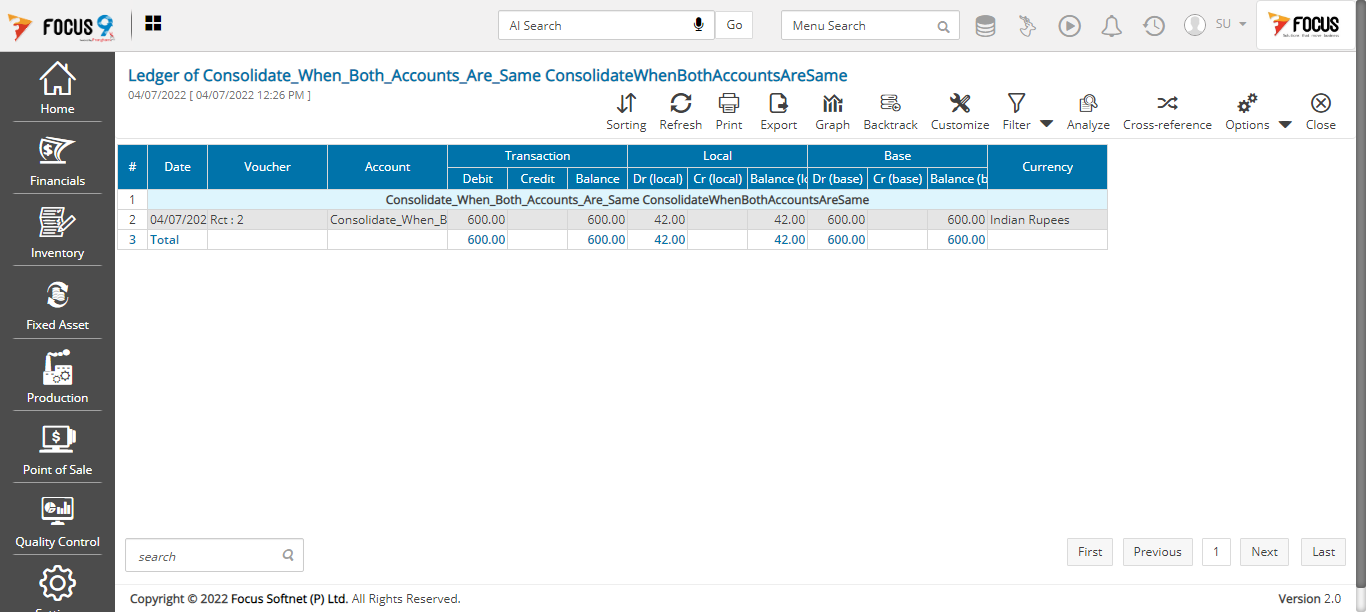 FOCUS 9
AI Search
Go
Menu Search
SU
FOCUS
Home
Financials
Inventory
Fixed Asset
Production
Point of Sale
Quality Control
Ledger of Consolidate_When_Both_Accounts_Are_Same ConsolidateWhenBothAccountsAreSame
04/07/2022 [ 04/07/2022 12:26 PM ]
Sorting Refresh Print Export Graph Backtrack Customize Filter Analyze Cross-reference Options Close
Transaction Local Base
# Date Voucher Account Currency
Debit Credit Balance Dr (local) Cr (local) Balance (lo Dr (base) Cr (base) Balance (b
1 Consolidate_When_Both_Accounts_Are_Same ConsolidateWhenBothAccountsAreSame
2 04/07/202 Rct : 2 Consolidate_When_B 600.00 600.00 42.00 42.00 600.00 600.00 Indian Rupees
3 Total 600.00 600.00 42.00 42.00 600.00 600.00
search
First Previous 1 Next Last
Copyright © 2022 Focus Softnet (P) Ltd. All Rights Reserved.
Version 2.0